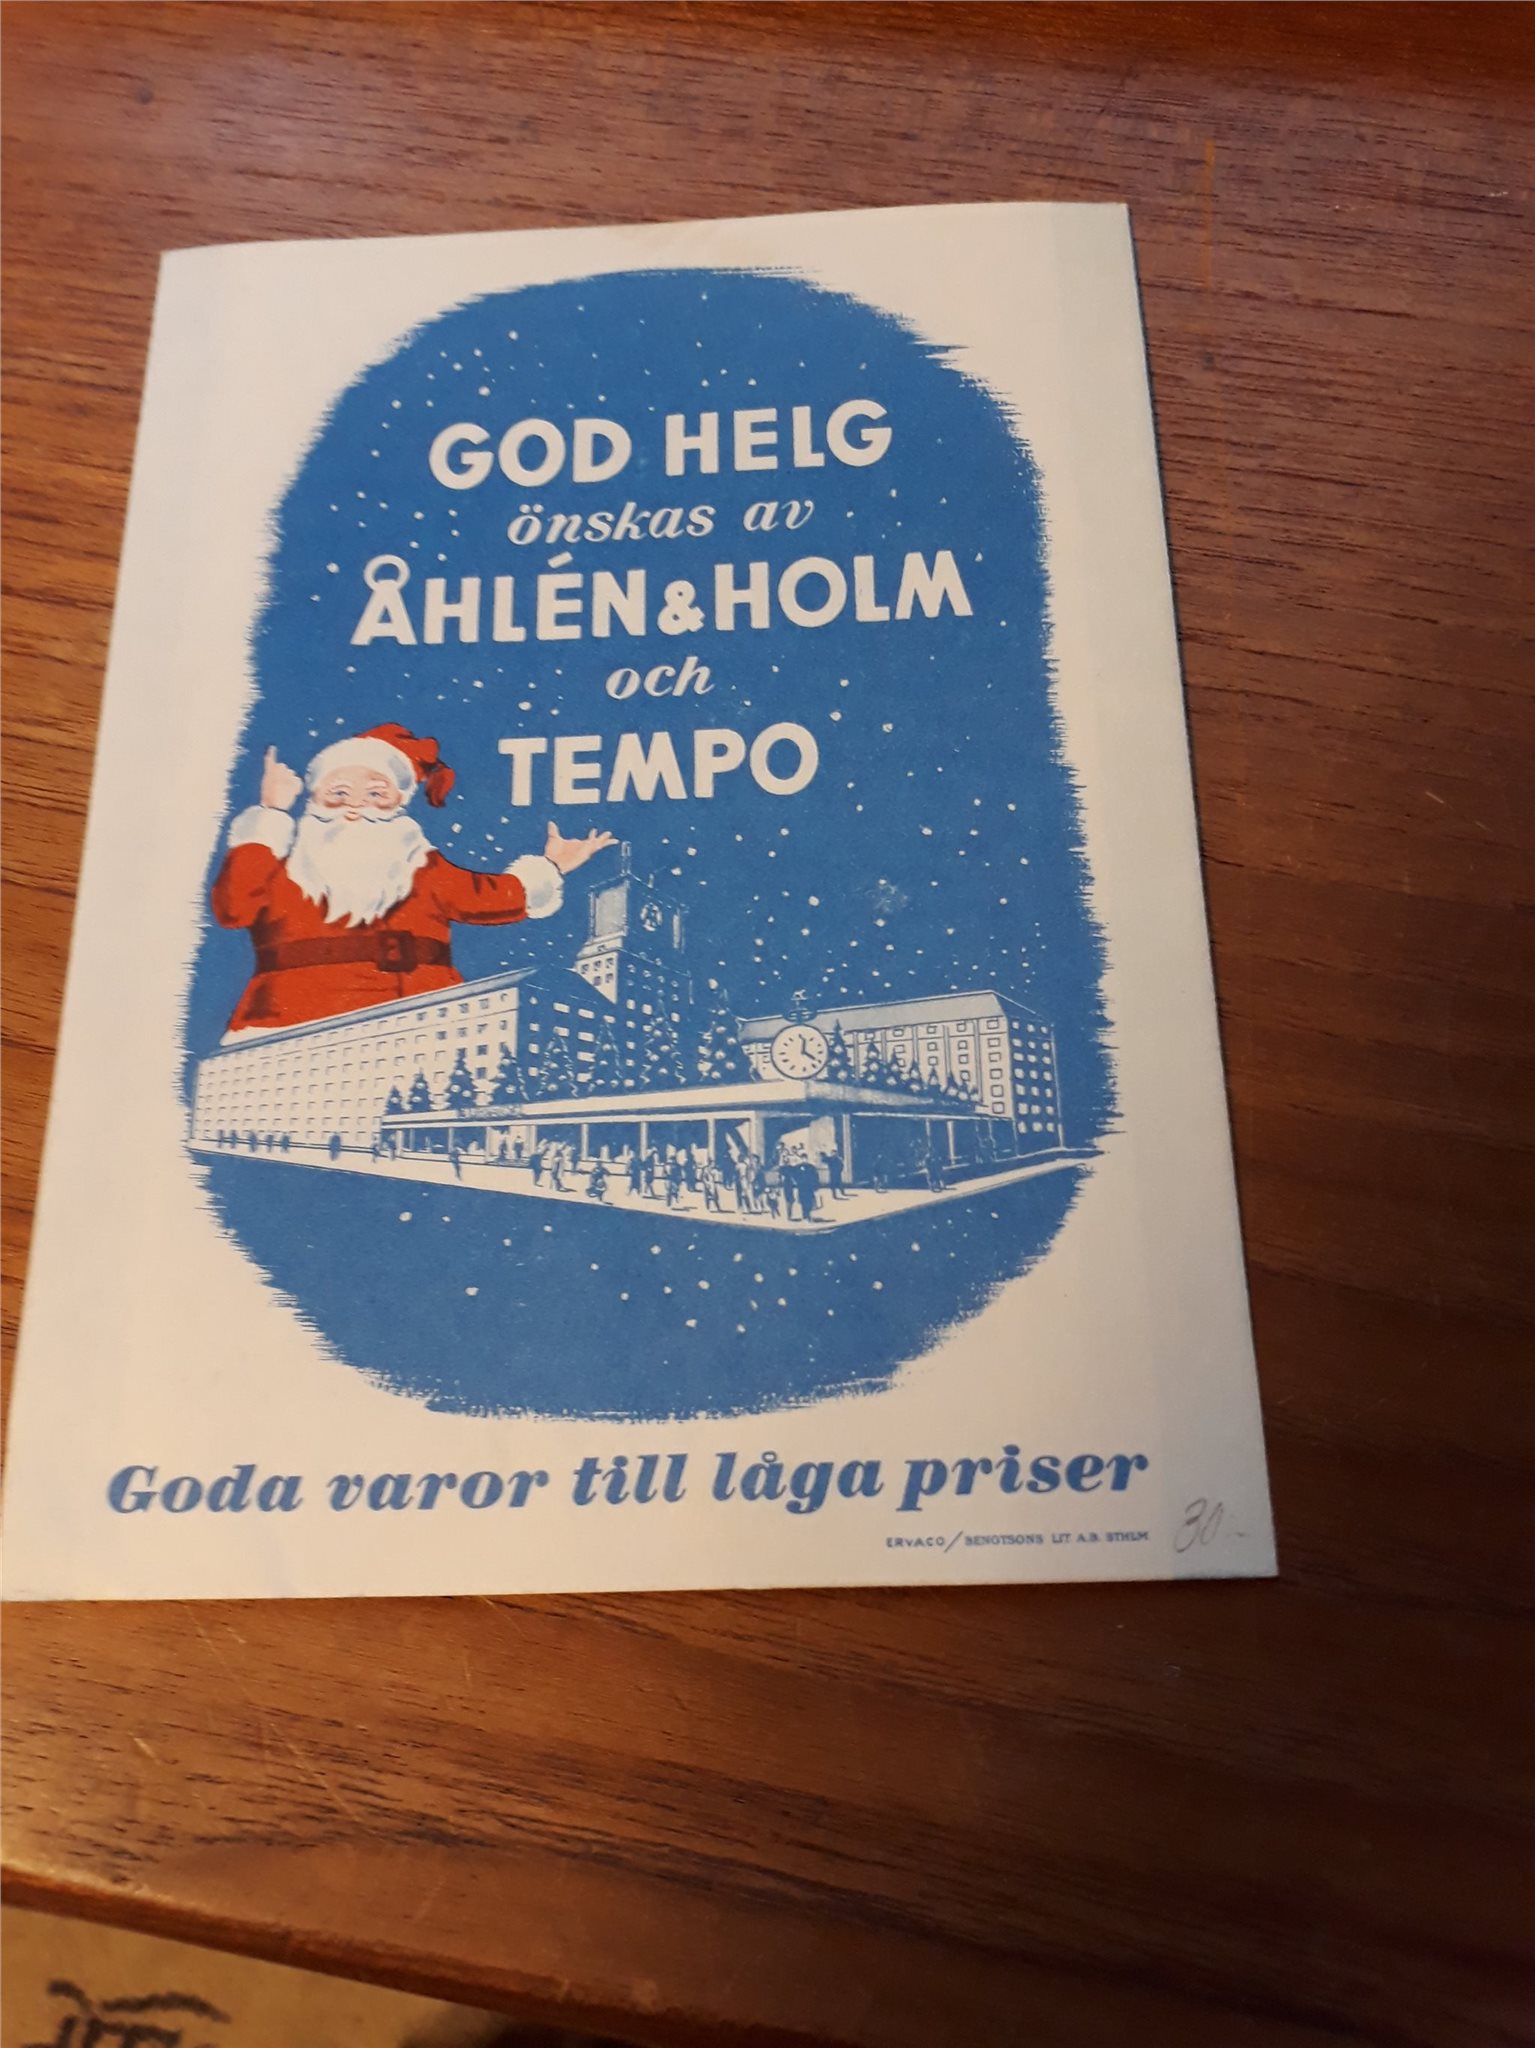 GOD HELG
önskas av
ÅHLÉN & HOLM
och
TEMPO
Goda varor till låga priser
ERVACO / BENGTSONS LIT A.B. STHLM
30:-